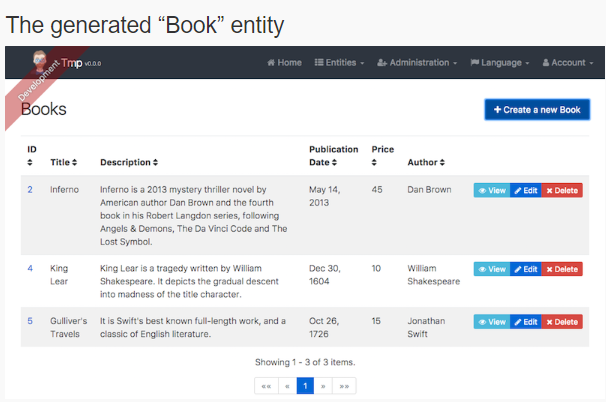 The generated “Book” entity
Development
Tmp v0.0.0
Home Entities Administration Language Account
Books
+ Create a new Book
ID Title Description Publication Date Price Author
2 Inferno Inferno is a 2013 mystery thriller novel by May 14, 45 Dan Brown View Edit Delete
American author Dan Brown and the fourth 2013
book in his Robert Langdon series, following
Angels & Demons, The Da Vinci Code and The
Lost Symbol.
4 King King Lear is a tragedy written by William Dec 30, 10 William View Edit Delete
Lear Shakespeare. It depicts the gradual descent 1604 Shakespeare
into madness of the title character.
5 Gulliver's It is Swift's best known full-length work, and a Oct 26, 15 Jonathan View Edit Delete
Travels classic of English literature. 1726 Swift
Showing 1 - 3 of 3 items.
«« « 1 » »»